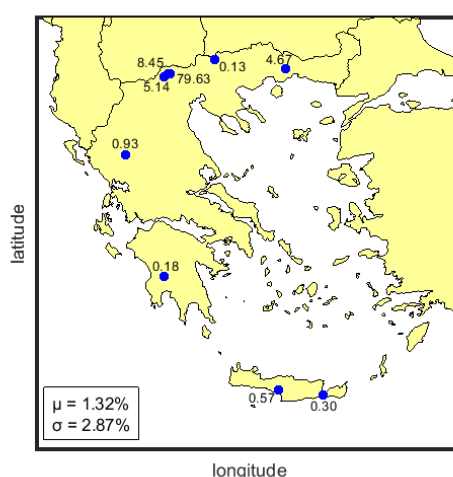 8.45
79.63
5.14
0.13
4.67
0.93
0.18
0.57
0.30
latitude
μ = 1.32%
σ = 2.87%
longitude